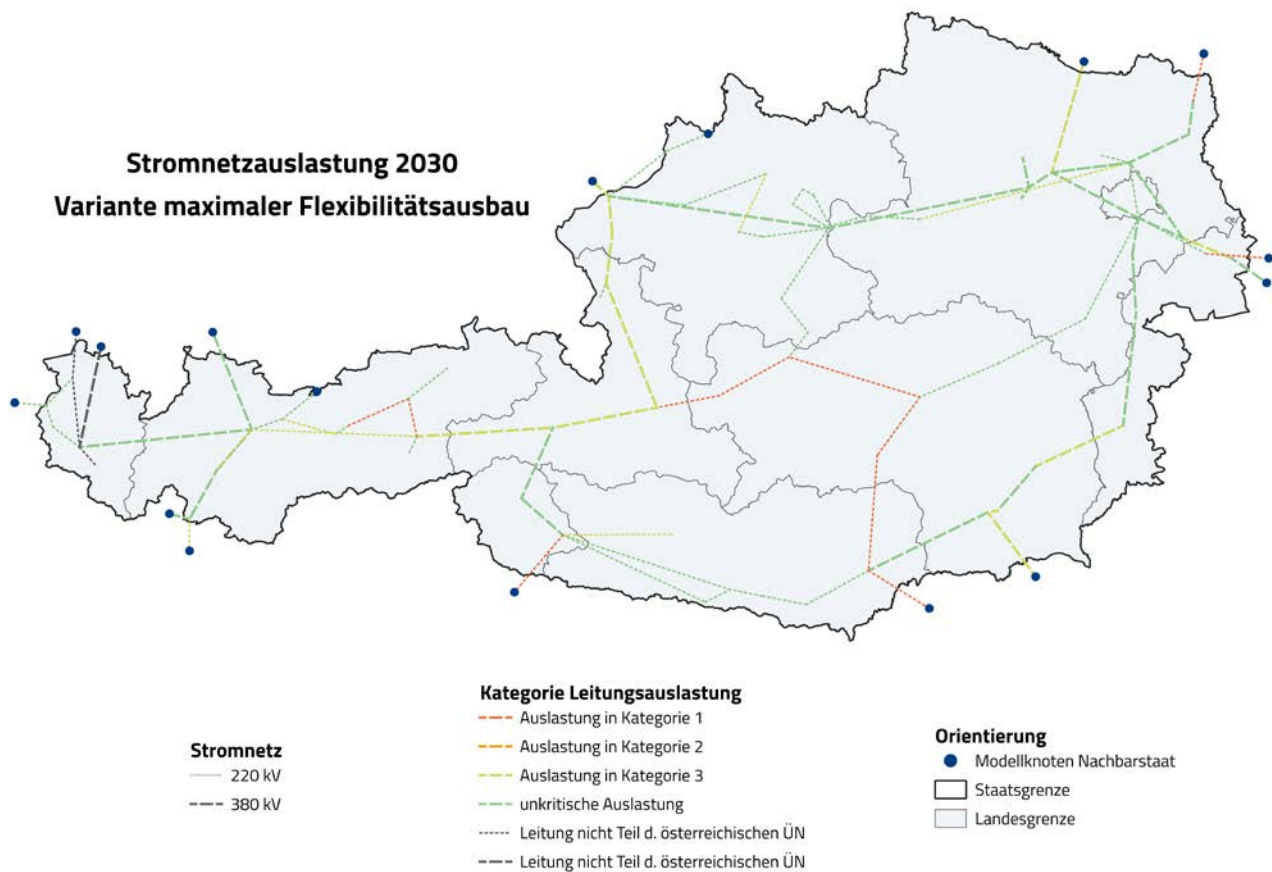 Stromnetzauslastung 2030
Variante maximaler Flexibilitätsausbau
Stromnetz
220 kV
380 kV
Kategorie Leitungsauslastung
Auslastung in Kategorie 1
Auslastung in Kategorie 2
Auslastung in Kategorie 3
unkritische Auslastung
Leitung nicht Teil d. österreichischen ÜN
Leitung nicht Teil d. österreichischen ÜN
Orientierung
Modellknoten Nachbarstaat
Staatsgrenze
Landesgrenze